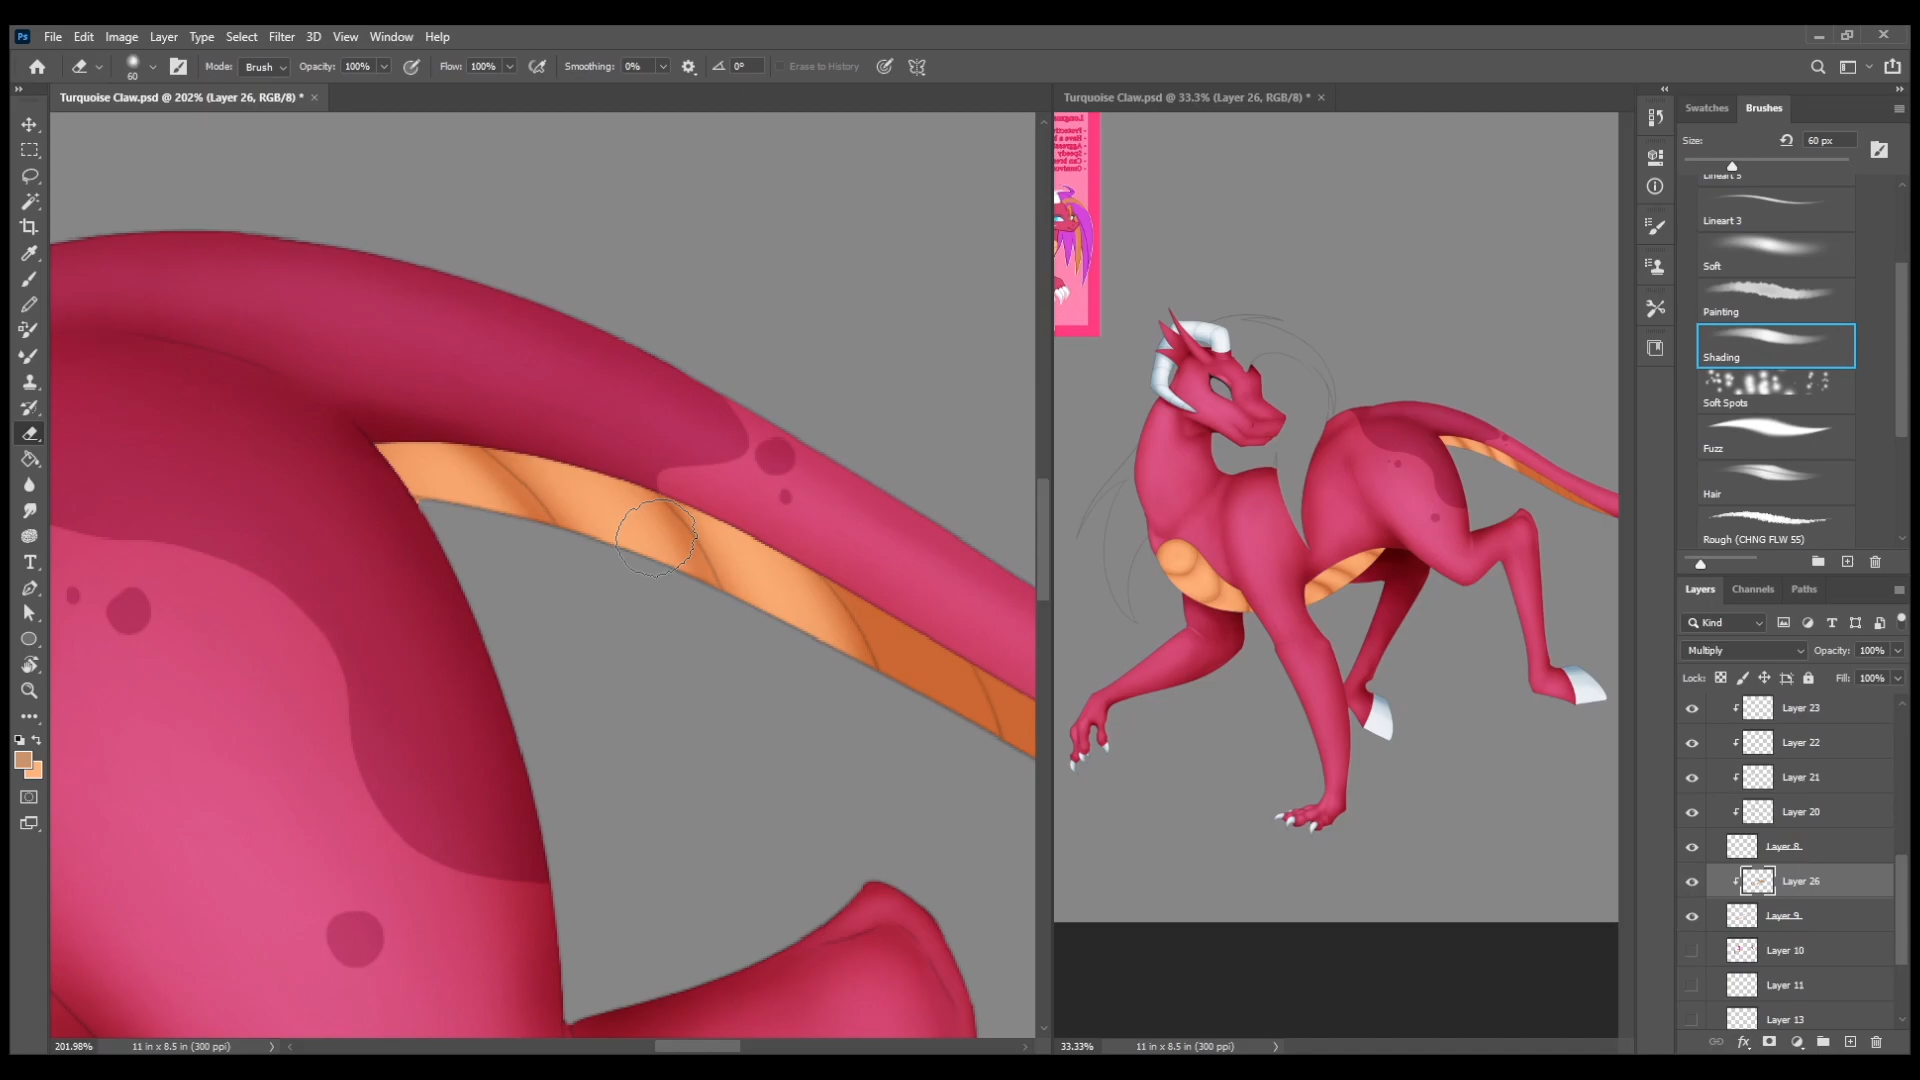 Ps File Edit Image Layer Type Select Filter 3D View Window Help
60 Mode: Brush Opacity: 100% Flow: 100% Smoothing: 0% 0° Erase to History
Turquoise Claw.psd @ 202% (Layer 26, RGB/8) *
Turquoise Claw.psd @ 33.3% (Layer 26, RGB/8) *
Swatches Brushes
Size: 60 px
Lineart 5
Lineart 3
Soft
Painting
Shading
Soft Spots
Fuzz
Hair
Rough (CHNG FLW 55)
Layers Channels Paths
Kind
Multiply Opacity: 100%
Lock: Fill: 100%
Layer 23
Layer 22
Layer 21
Layer 20
Layer 8
Layer 26
Layer 9
Layer 10
Layer 11
Layer 13
201.98% 11 in x 8.5 in (300 ppi)
33.33% 11 in x 8.5 in (300 ppi)